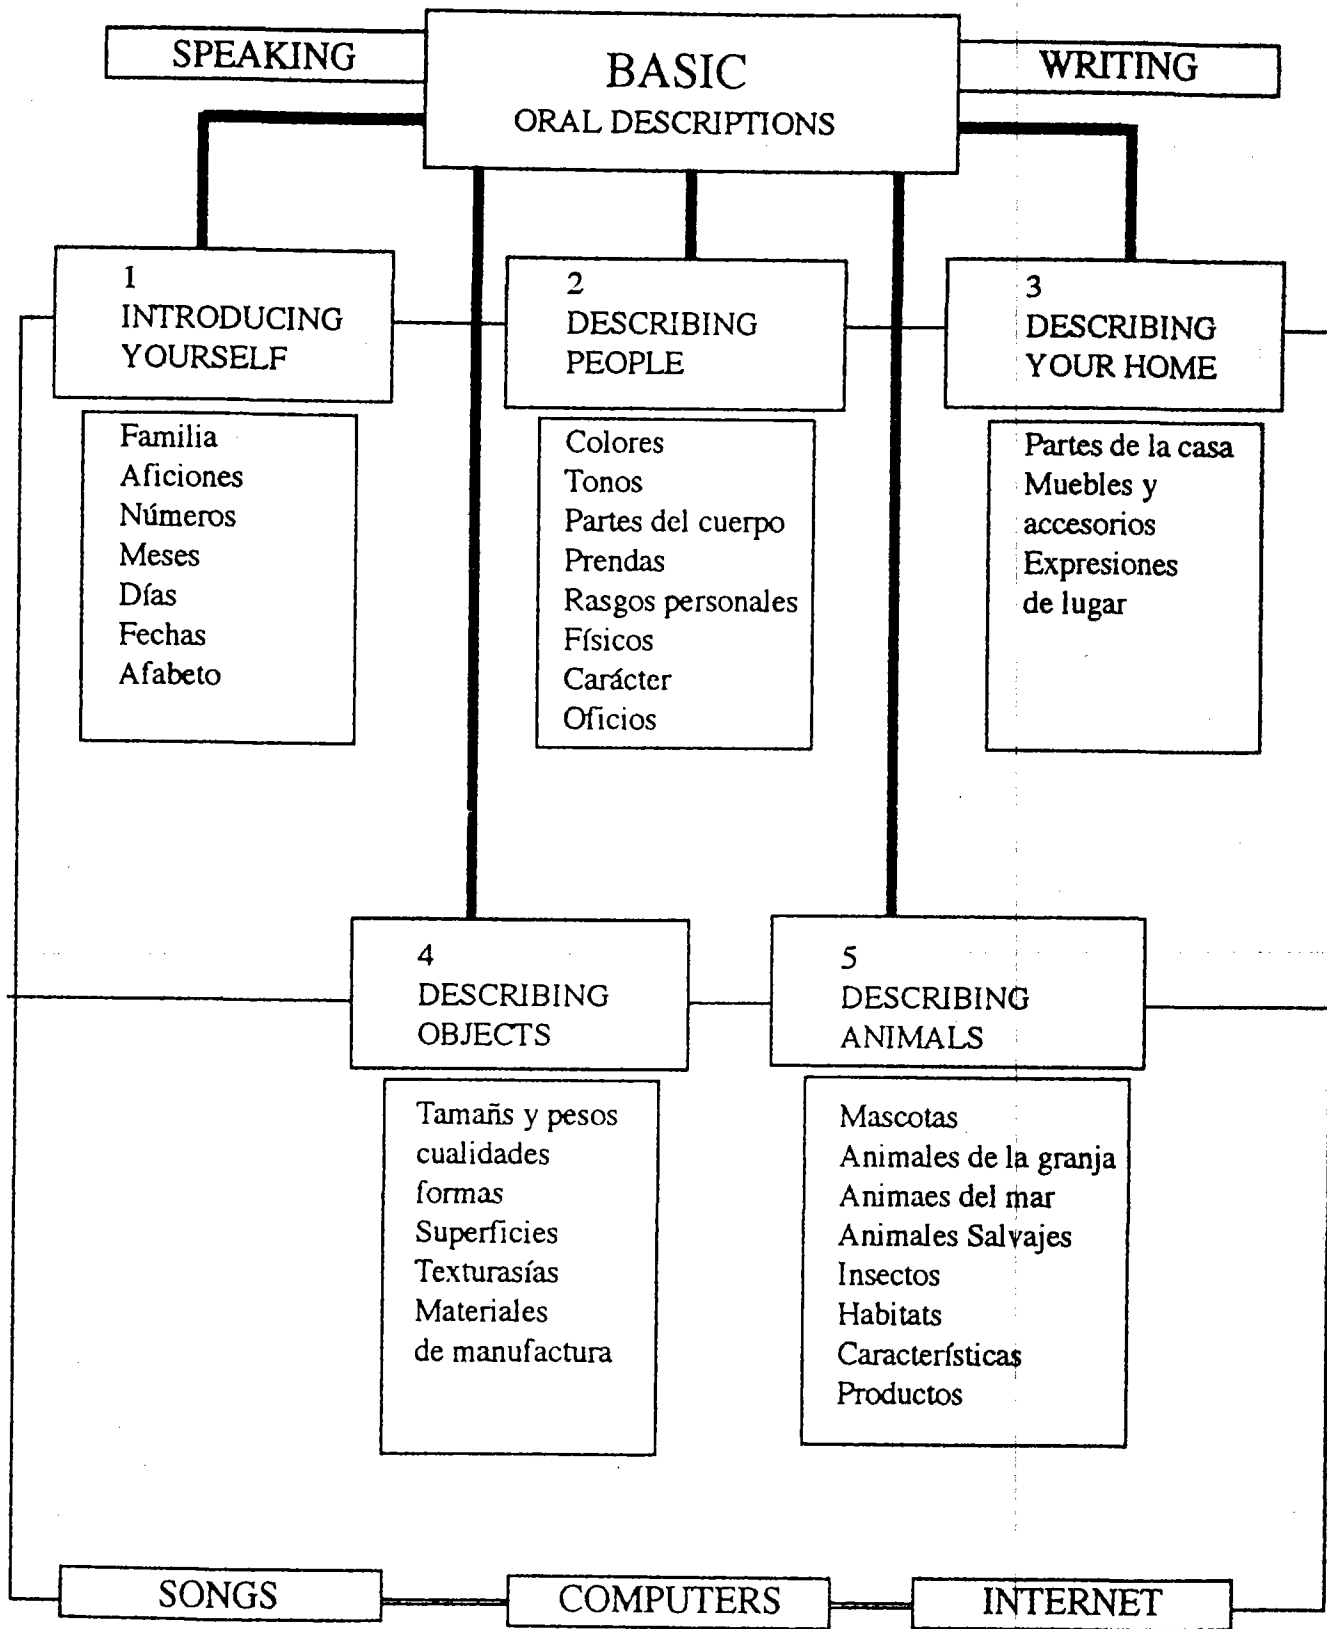 SPEAKING
BASIC
ORAL DESCRIPTIONS
WRITING
1
INTRODUCING
YOURSELF
Familia
Aficiones
Números
Meses
Días
Fechas
Afabeto
2
DESCRIBING
PEOPLE
Colores
Tonos
Partes del cuerpo
Prendas
Rasgos personales
Físicos
Carácter
Oficios
3
DESCRIBING
YOUR HOME
Partes de la casa
Muebles y
accesorios
Expresiones
de lugar
4
DESCRIBING
OBJECTS
Tamañs y pesos
cualidades
formas
Superficies
Texturasías
Materiales
de manufactura
5
DESCRIBING
ANIMALS
Mascotas
Animales de la granja
Animaes del mar
Animales Salvajes
Insectos
Habitats
Características
Productos
SONGS
COMPUTERS
INTERNET